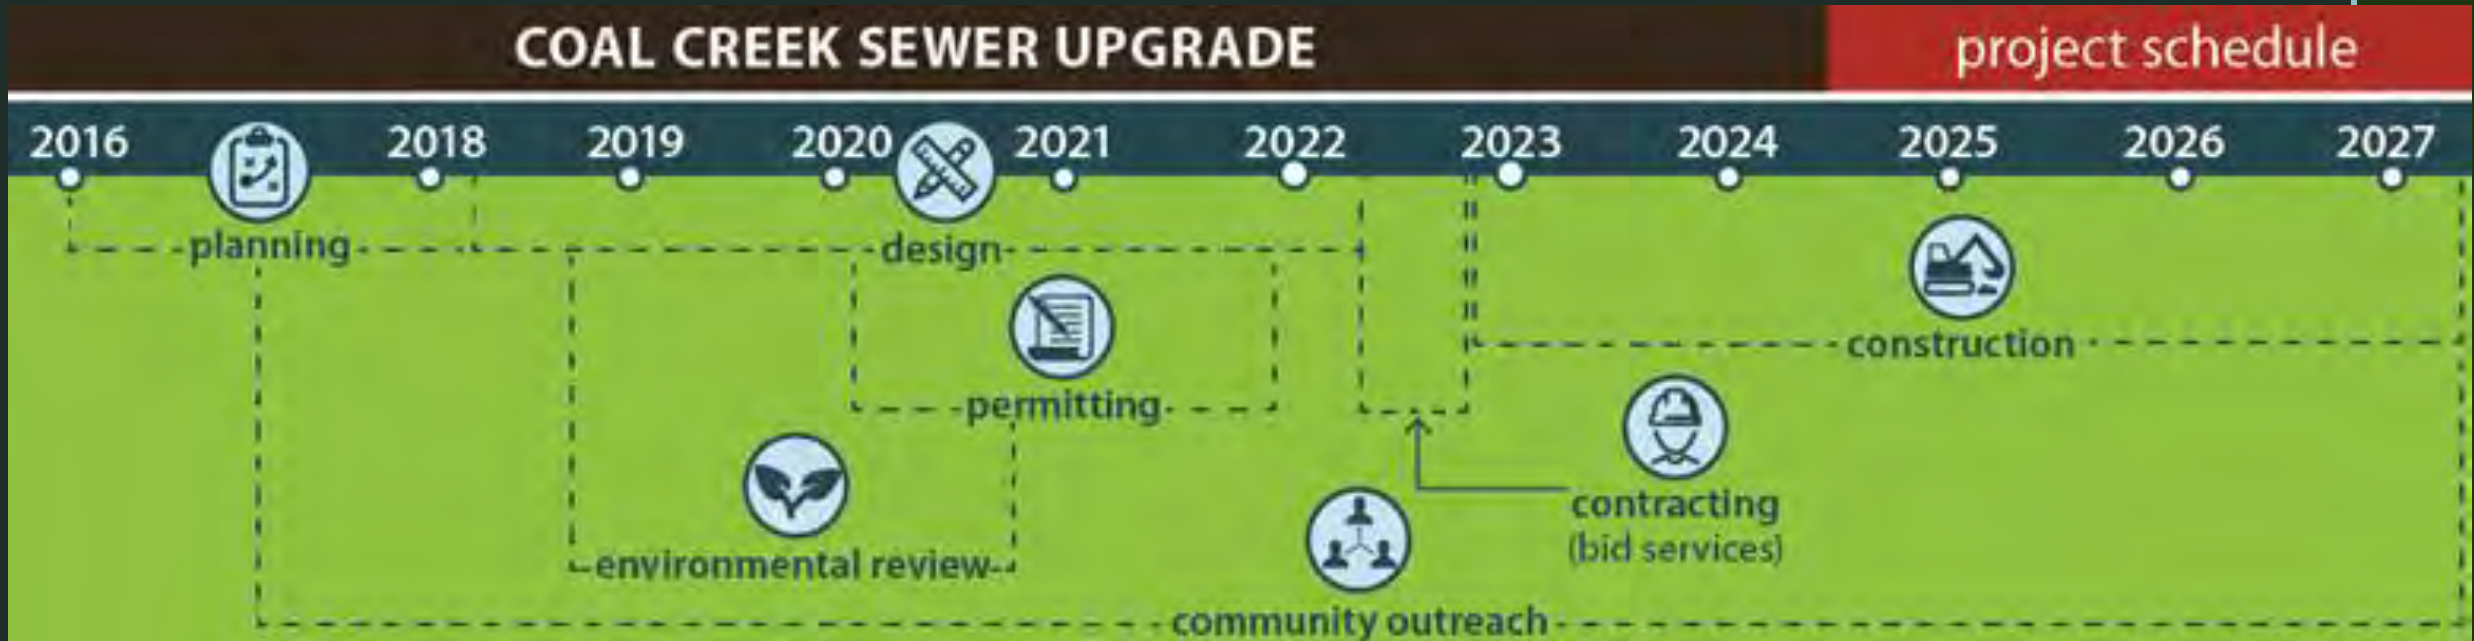 COAL CREEK SEWER UPGRADE project schedule
2016 2018 2019 2020 2021 2022 2023 2024 2025 2026 2027
planning design
construction
permitting
contracting
(bid services)
environmental review
community outreach